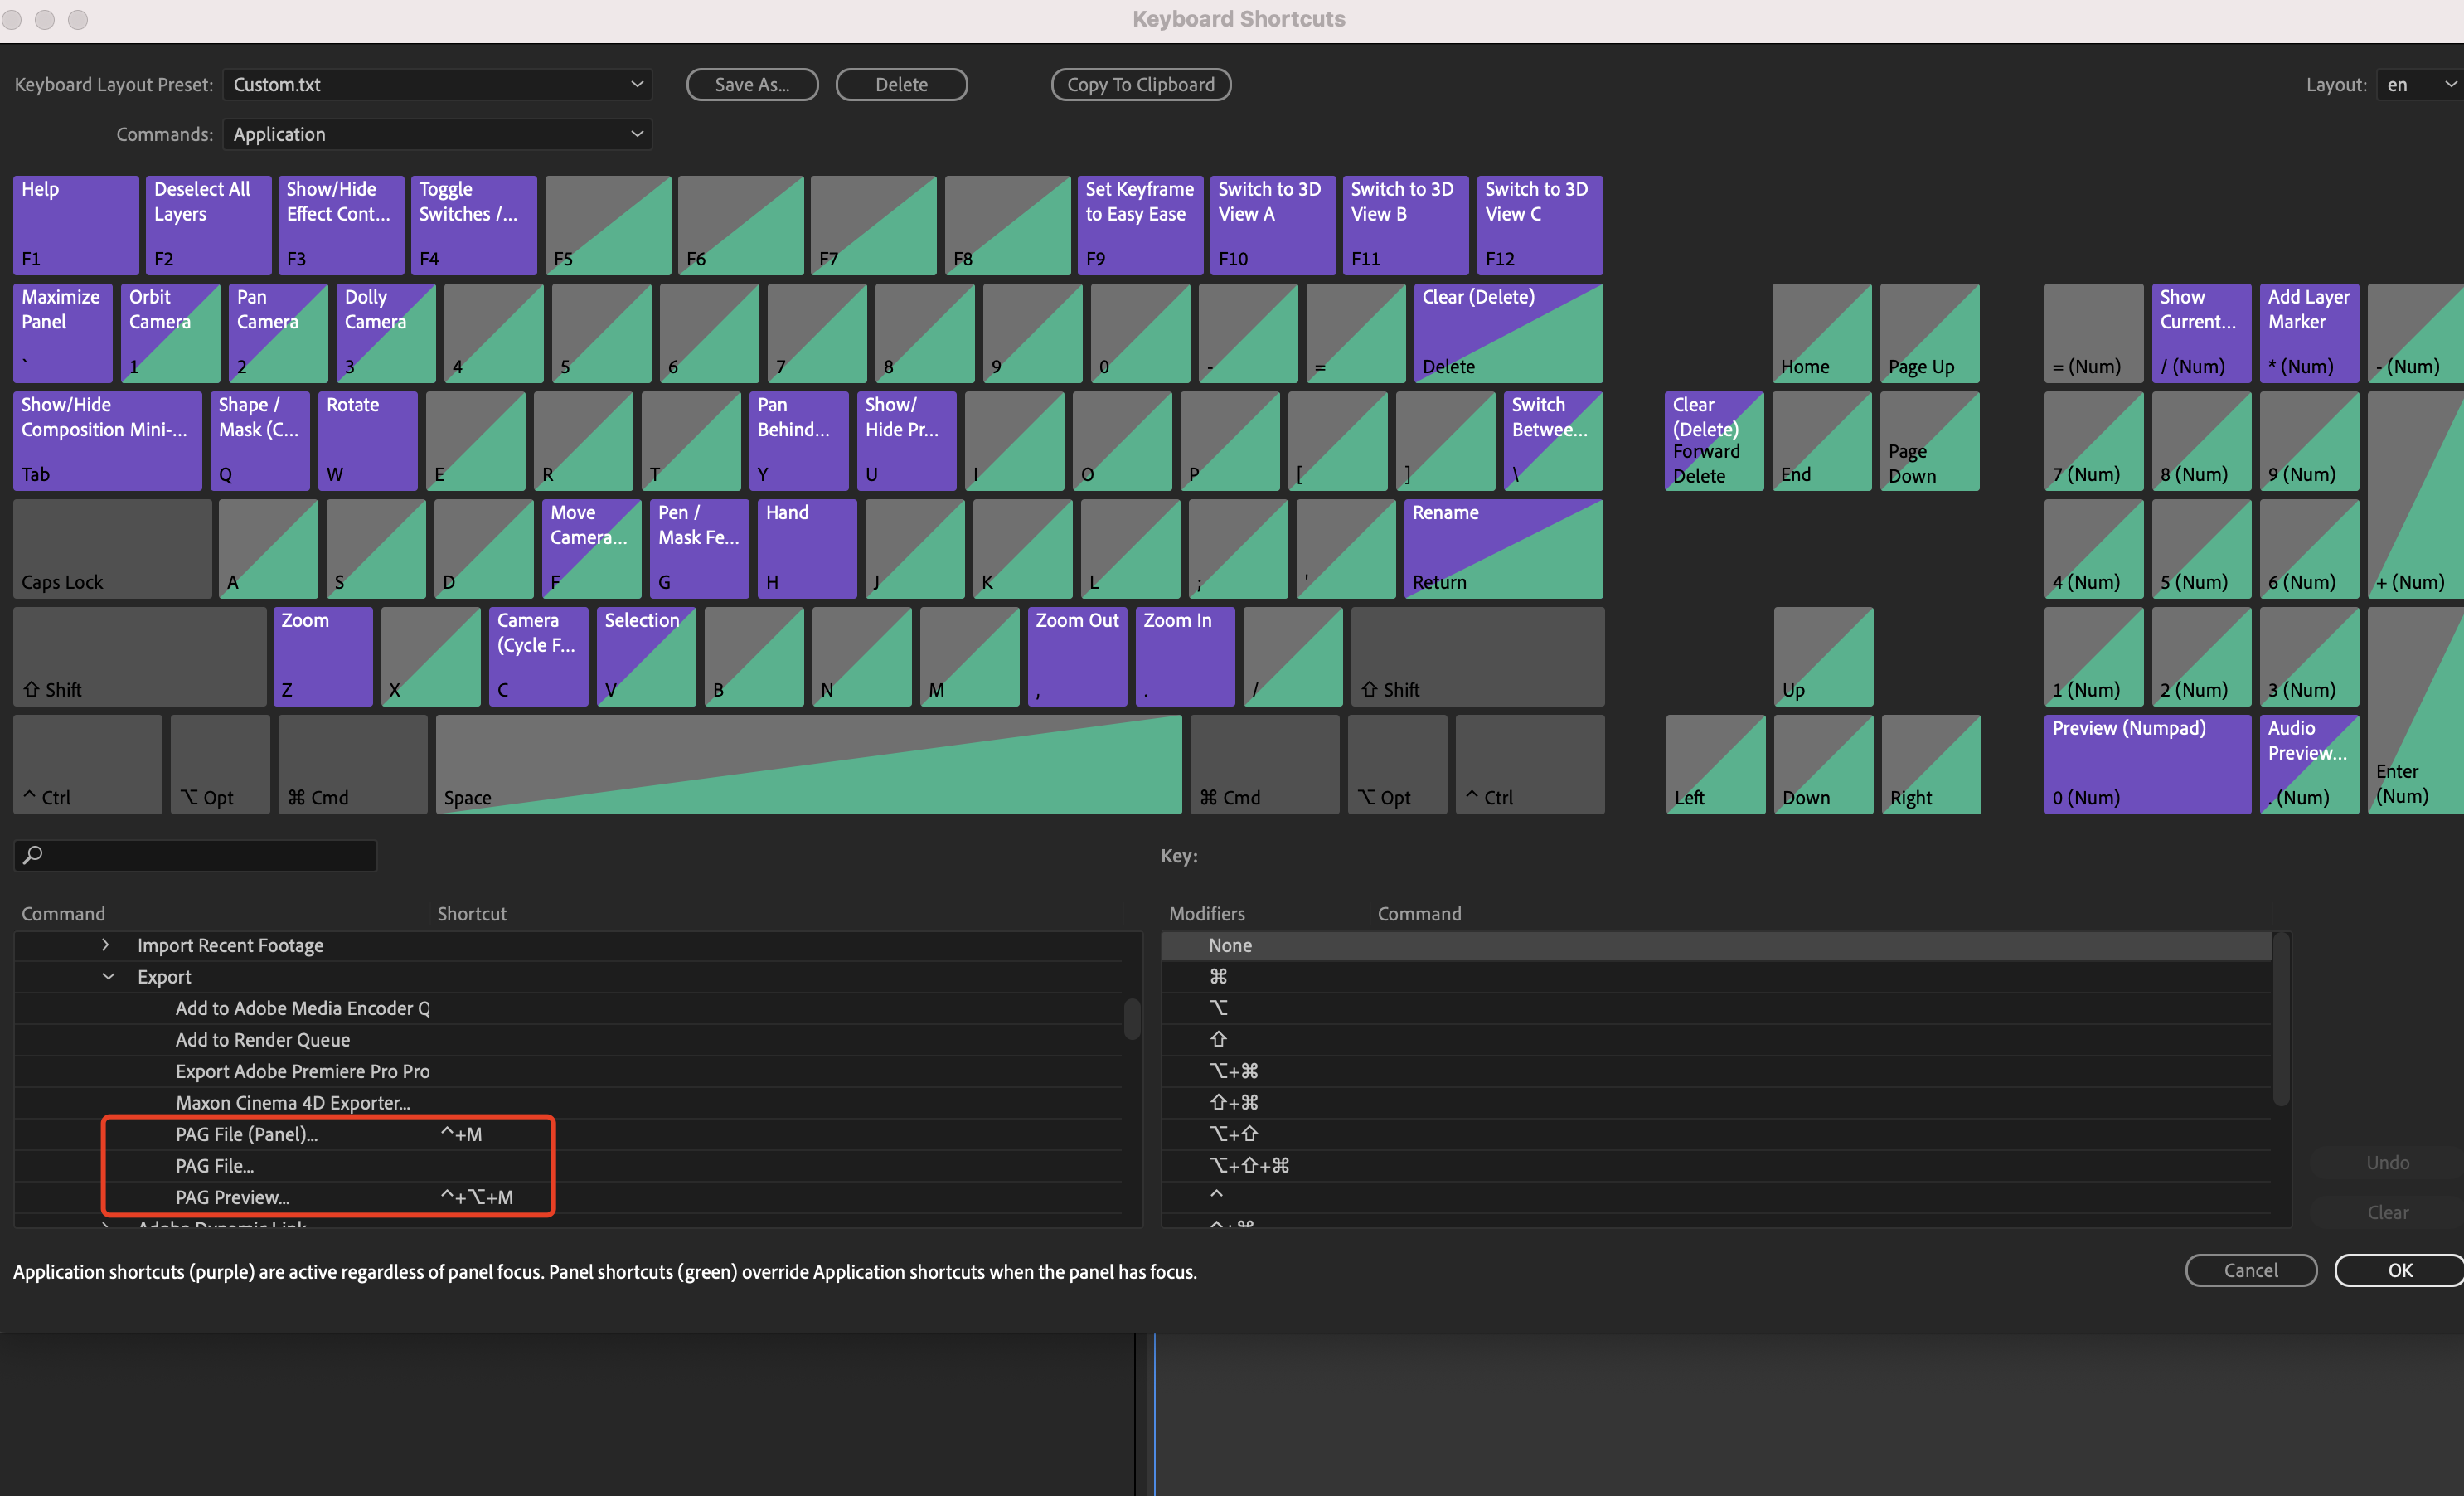 Keyboard Shortcuts
Keyboard Layout Preset: Custom.txt Save As... Delete Copy To Clipboard Layout: en
Commands: Application
Help
F1
Deselect All
Layers
F2
Show/Hide
Effect Cont...
F3
Toggle
Switches /...
F4
F5
F6
F7
F8
Set Keyframe
to Easy Ease
F9
Switch to 3D
View A
F10
Switch to 3D
View B
F11
Switch to 3D
View C
F12
Maximize
Panel
`
Orbit
Camera
1
Pan
Camera
2
Dolly
Camera
3
4
5
6
7
8
9
0
-
=
Clear (Delete)
Delete
Home
Page Up
= (Num)
Show
Current...
/ (Num)
Add Layer
Marker
* (Num)
- (Num)
Show/Hide
Composition Mini-...
Tab
Shape /
Mask (C...
Q
Rotate
W
E
R
T
Pan
Behind...
Y
Show/
Hide Pr...
U
I
O
P
[
]
Switch
Betwee...
\
Clear
(Delete)
Forward
Delete
End
Page
Down
7 (Num)
8 (Num)
9 (Num)
+ (Num)
Caps Lock
A
S
D
Move
Camera...
F
Pen /
Mask Fe...
G
Hand
H
J
K
L
;
'
Rename
Return
4 (Num)
5 (Num)
6 (Num)
⇧ Shift
Zoom
Z
X
Camera
(Cycle F...
C
Selection
V
B
N
M
Zoom Out
,
Zoom In
.
/
⇧ Shift
Up
1 (Num)
2 (Num)
3 (Num)
Enter
(Num)
^ Ctrl
⌥ Opt
⌘ Cmd
Space
⌘ Cmd
⌥ Opt
^ Ctrl
Left
Down
Right
Preview (Numpad)
0 (Num)
Audio
Preview...
. (Num)
Key:
Command Shortcut
Import Recent Footage
Export
Add to Adobe Media Encoder Q
Add to Render Queue
Export Adobe Premiere Pro Pro
Maxon Cinema 4D Exporter...
PAG File (Panel)... ^+M
PAG File...
PAG Preview... ^+⌥+M
Adobe Dynamic Link
Modifiers Command
None
⌘
⌥
⇧
⌥+⌘
⇧+⌘
⌥+⇧
⌥+⇧+⌘
^
^+⌘
Undo
Clear
Application shortcuts (purple) are active regardless of panel focus. Panel shortcuts (green) override Application shortcuts when the panel has focus.
Cancel OK